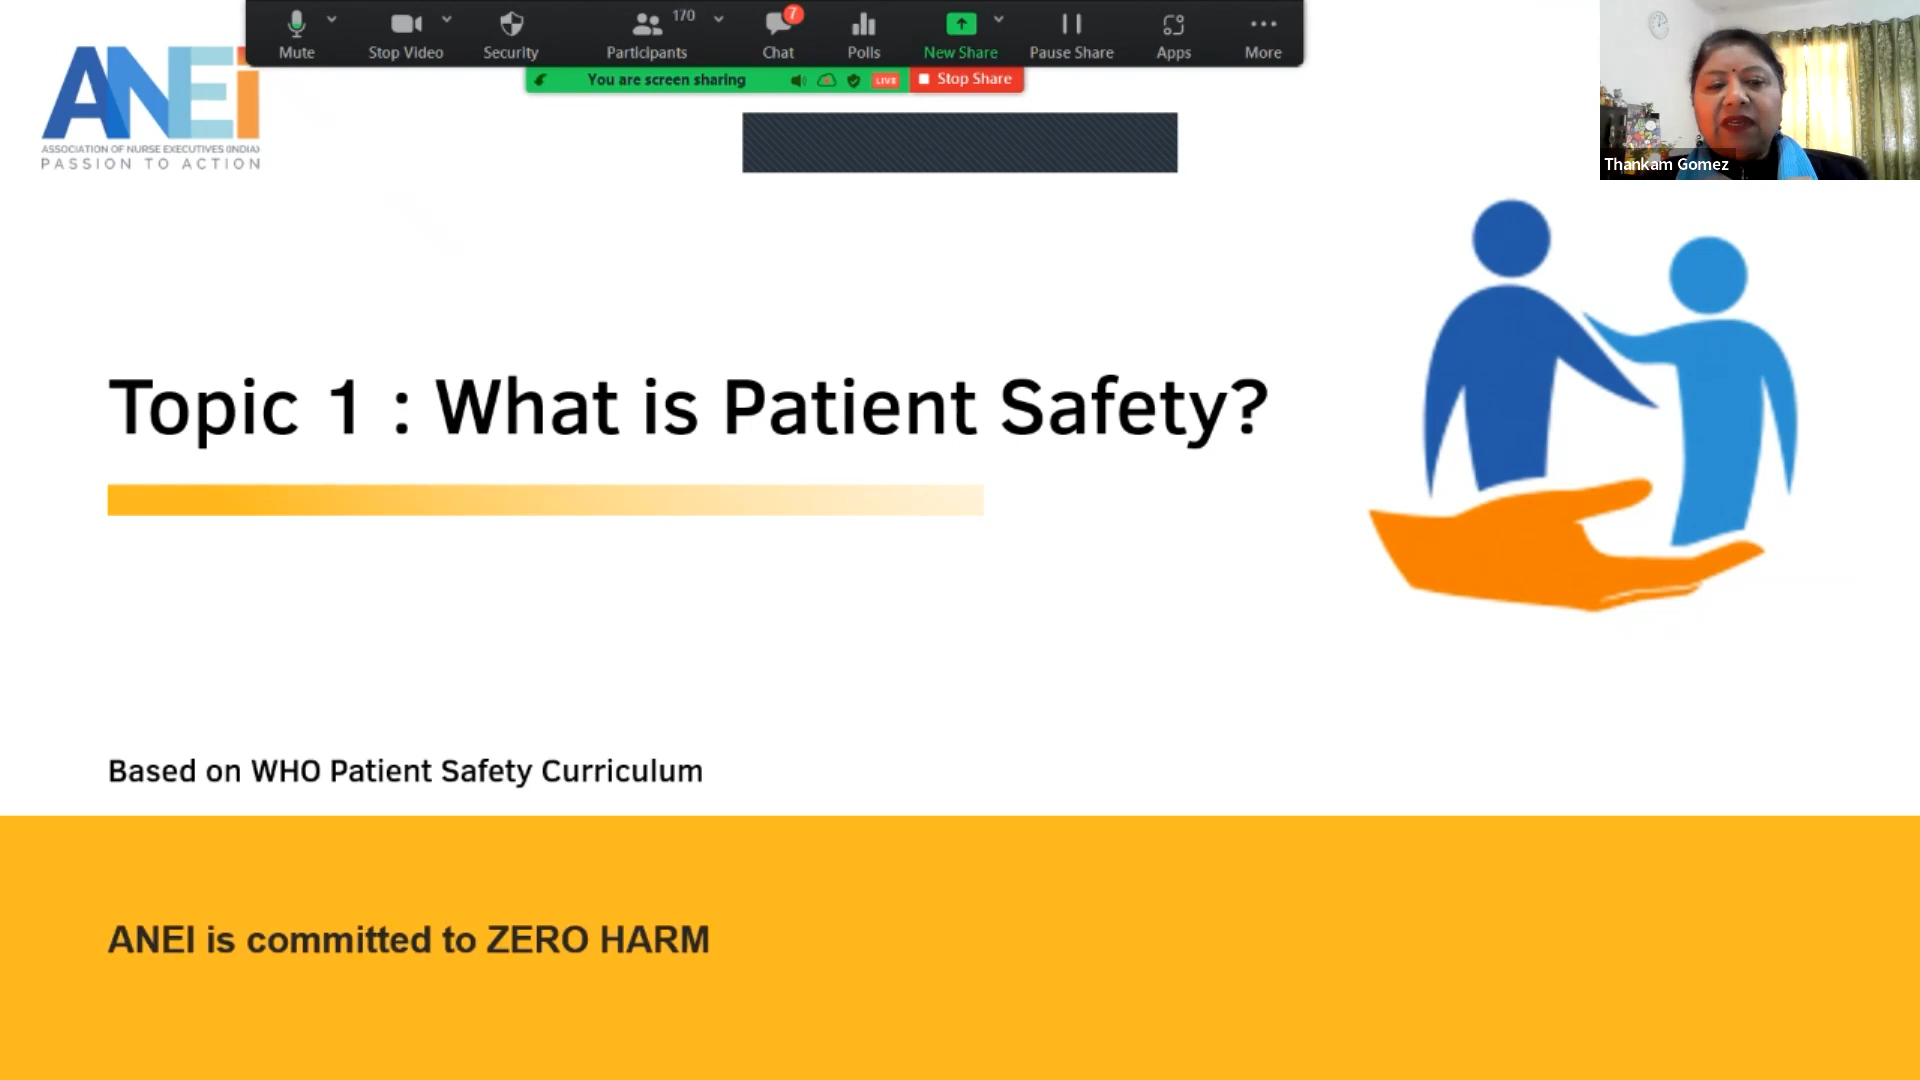 Mute
Stop Video
Security
Participants
170
Chat
7
Polls
New Share
Pause Share
Apps
More
You are screen sharing
LIVE
Stop Share
ANEI
ASSOCIATION OF NURSE EXECUTIVES (INDIA)
PASSION TO ACTION
Thankam Gomez
Topic 1 : What is Patient Safety?
Based on WHO Patient Safety Curriculum
ANEI is committed to ZERO HARM